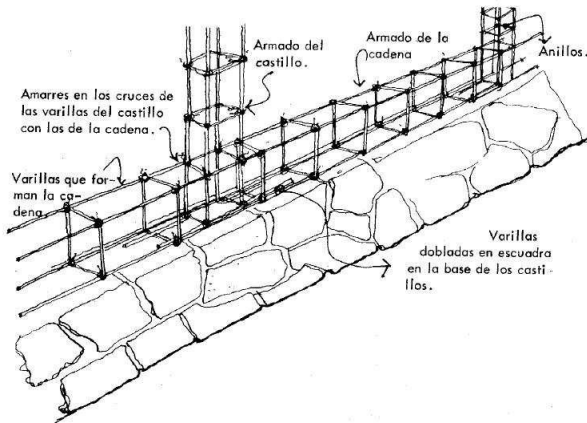 Armado del
castillo.
Armado de la
cadena
Anillos.
Amarres en los cruces de
las varillas del castillo
con las de la cadena.
Varillas que for-
man la ca-
dena.
Varillas
dobladas en escuadra
en la base de los casti-
llos.